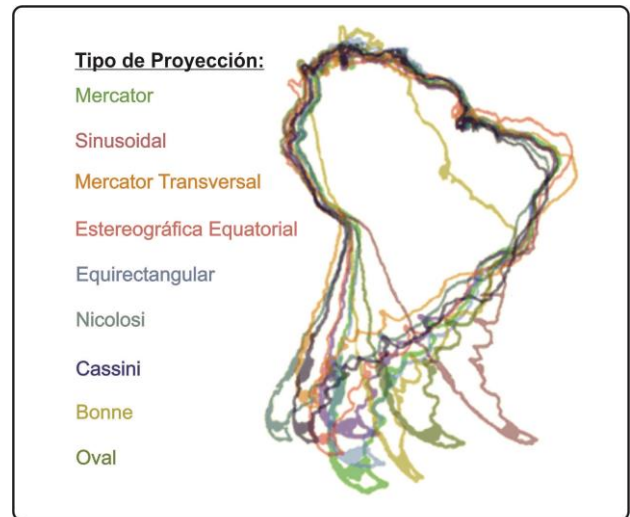 Tipo de Proyección:
Mercator
Sinusoidal
Mercator Transversal
Estereográfica Equatorial
Equirectangular
Nicolosi
Cassini
Bonne
Oval